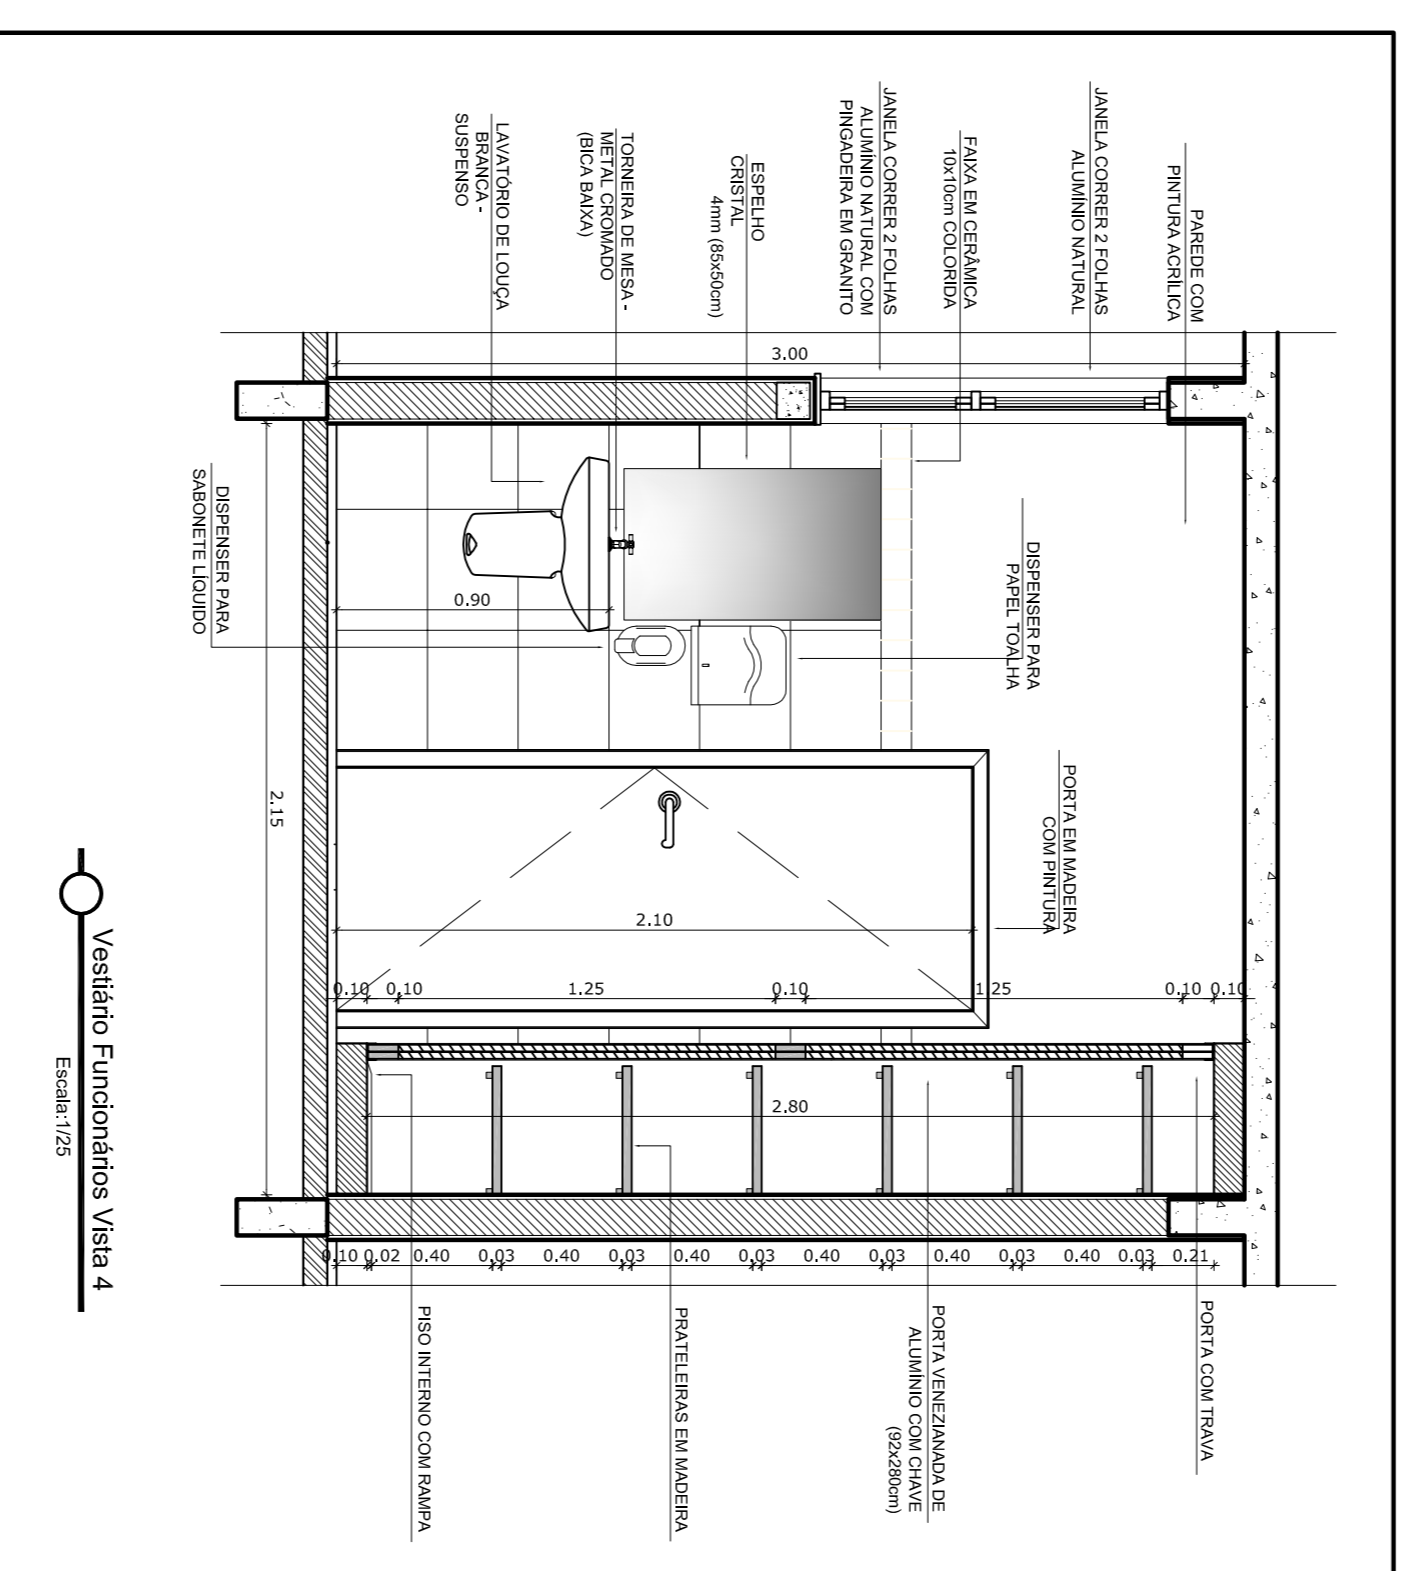 PAREDE COM
PINTURA ACRÍLICA
JANELA CORRER 2 FOLHAS
ALUMÍNIO NATURAL
FAIXA EM CERÂMICA
10x10cm COLORIDA
JANELA CORRER 2 FOLHAS
ALUMÍNIO NATURAL COM
PINGADEIRA EM GRANITO
ESPELHO
CRISTAL
4mm (85x50cm)
TORNEIRA DE MESA -
METAL CROMADO
(BICA BAIXA)
LAVATÓRIO DE LOUÇA
BRANCA -
SUSPENSO
3.00
DISPENSER PARA
PAPEL TOALHA
DISPENSER PARA
SABONETE LÍQUIDO
0.90
PORTA EM MADEIRA
COM PINTURA
2.15
2.10
0.10 0.10 1.25 0.10 1.25 0.10 0.10
2.80
0.10 0.02 0.40 0.03 0.40 0.03 0.40 0.03 0.40 0.03 0.40 0.03 0.40 0.03 0.21
PORTA COM TRAVA
PORTA VENEZIANADA DE
ALUMÍNIO COM CHAVE
(92x280cm)
PRATELEIRAS EM MADEIRA
PISO INTERNO COM RAMPA
Vestiário Funcionários Vista 4
Escala:1/25